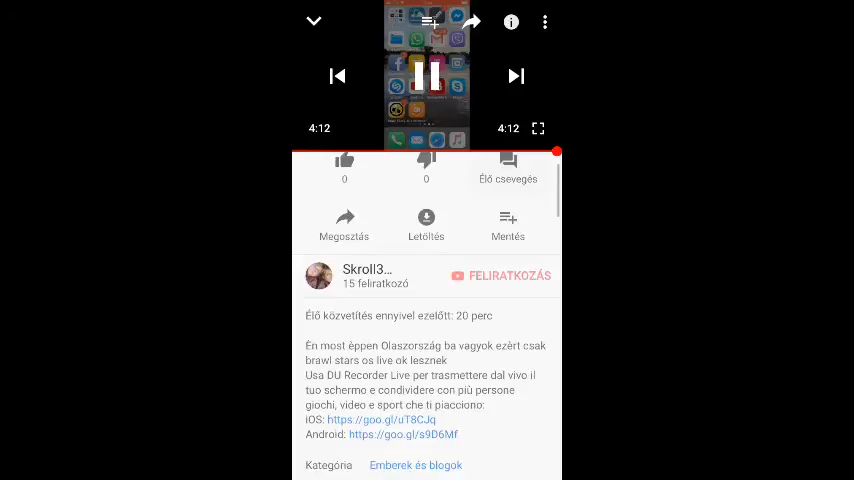 4:12
4:12
0
0
Élő csevegés
Megosztás
Letöltés
Mentés
Skroll3...
15 feliratkozó
FELIRATKOZÁS
Élő közvetítés ennyivel ezelőtt: 20 perc
Èn most èppen Olaszország ba vagyok ezèrt csak
brawl stars os live ok lesznek
Usa DU Recorder Live per trasmettere dal vivo il
tuo schermo e condividere con più persone
giochi, video e sport che ti piacciono:
iOS: https://goo.gl/uT8CJq
Android: https://goo.gl/s9D6Mf
Kategória Emberek és blogok